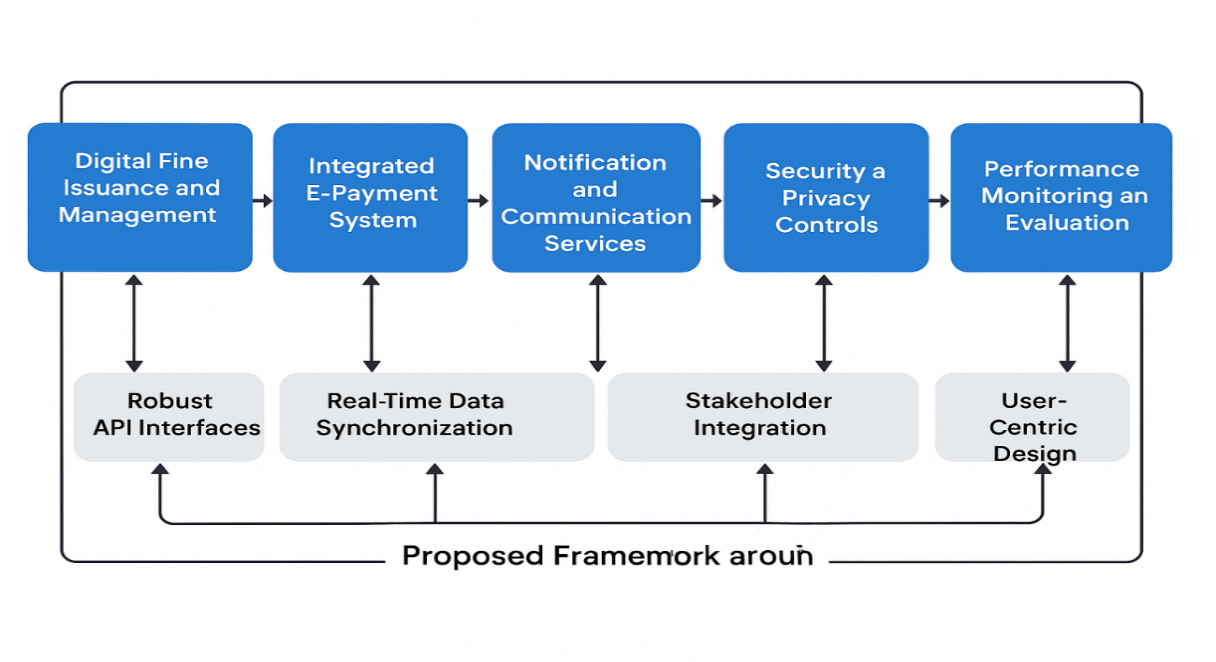 Digital Fine
Issuance and
Management
Integrated
E-Payment
System
Notification
and
Communication
Services
Security a
Privacy
Controls
Performance
Monitoring an
Evaluation
Robust
API Interfaces
Real-Time Data
Synchronization
Stakeholder
Integration
User-
Centric
Design
Proposed Framemork aroun